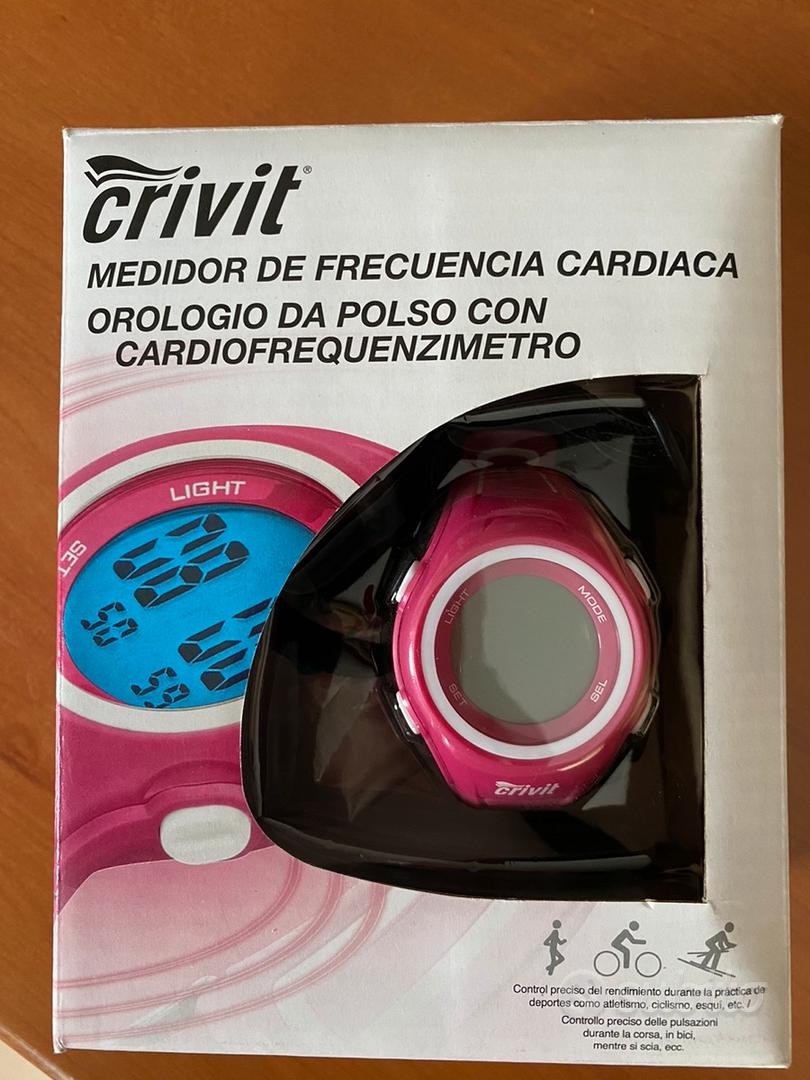 crivit®
MEDIDOR DE FRECUENCIA CARDIACA
OROLOGIO DA POLSO CON
CARDIOFREQUENZIMETRO
LIGHT
SET
50
59
LIGHT
MODE
SET
SEL
crivit
Control preciso del rendimiento durante la práctica de
deportes como atletismo, ciclismo, esquí, etc. /
Controllo preciso delle pulsazioni
durante la corsa, in bici,
mentre si scia, ecc.